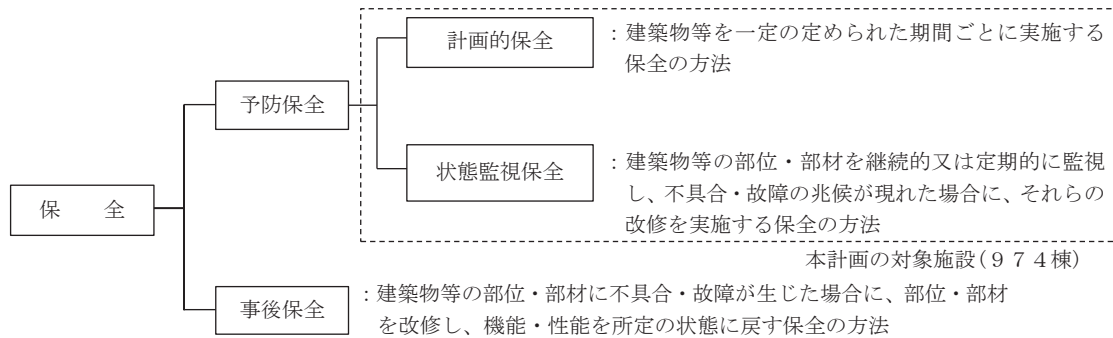 計画的保全
：建築物等を一定の定められた期間ごとに実施する
保全の方法
予防保全
状態監視保全
：建築物等の部位・部材を継続的又は定期的に監視
し、不具合・故障の兆候が現れた場合に、それらの
改修を実施する保全の方法
保　全
本計画の対象施設(９７４棟)
事後保全
：建築物等の部位・部材に不具合・故障が生じた場合に、部位・部材
を改修し、機能・性能を所定の状態に戻す保全の方法